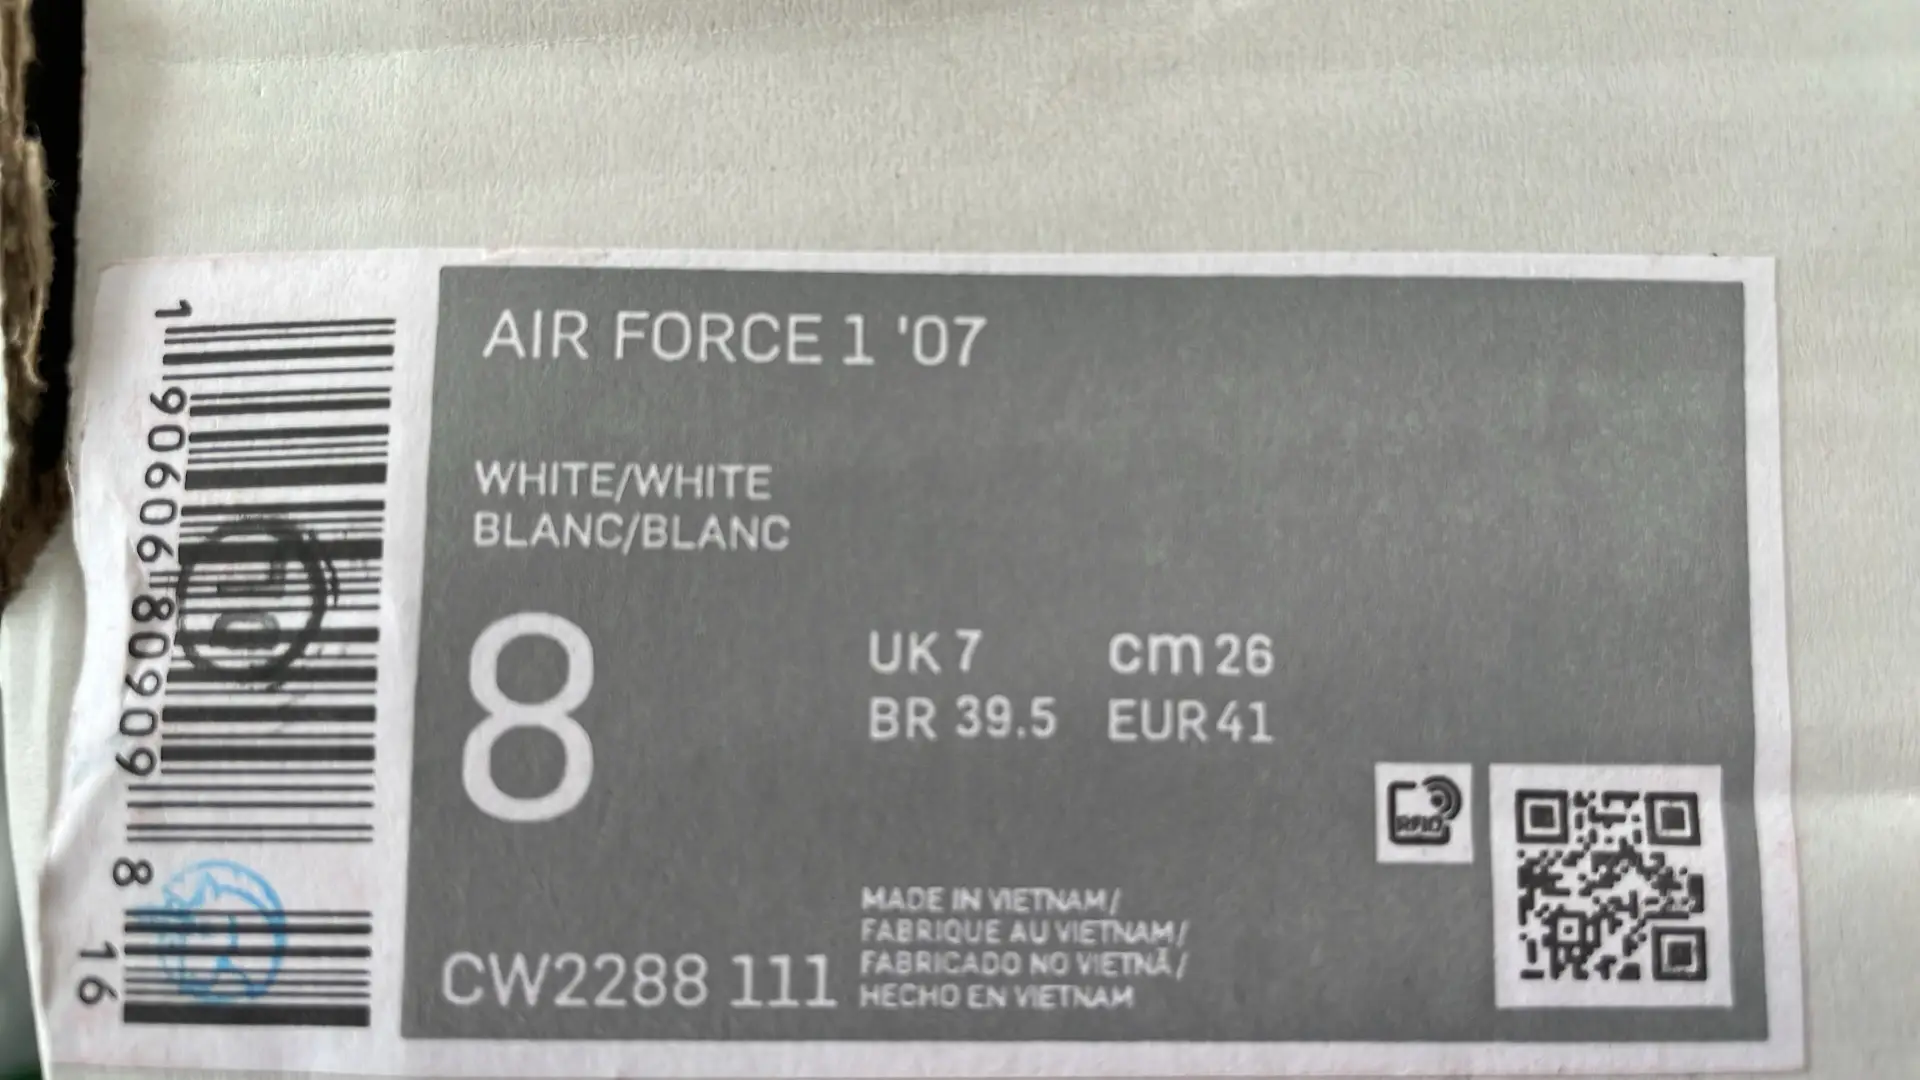 AIR FORCE 1 '07
WHITE/WHITE
BLANC/BLANC
8
UK 7 cm 26
BR 39.5 EUR 41
CW2288 111
MADE IN VIETNAM/
FABRIQUE AU VIETNAM/
FABRICADO NO VIETNÃ/
HECHO EN VIETNAM
RFID
1 90609 80909 8
16